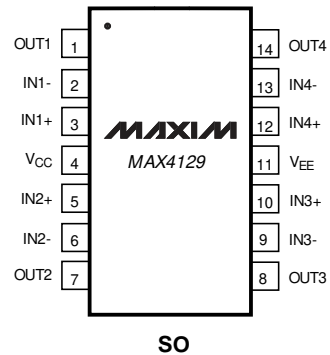 OUT1 1 14 OUT4
IN1- 2 13 IN4-
IN1+ 3 MAXIM 12 IN4+
VCC 4 MAX4129 11 VEE
IN2+ 5 10 IN3+
IN2- 6 9 IN3-
OUT2 7 8 OUT3
SO